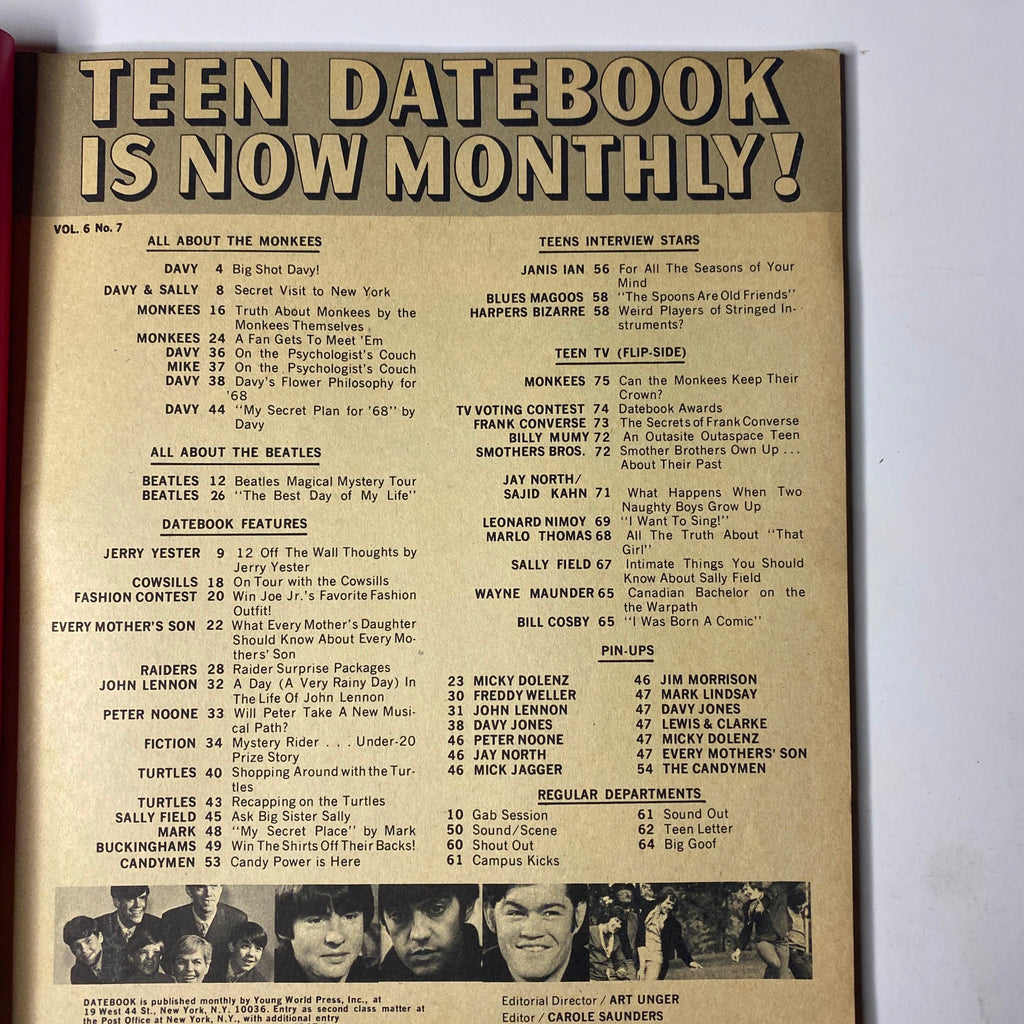 TEEN DATEBOOK
IS NOW MONTHLY!
VOL. 6 No. 7
ALL ABOUT THE MONKEES
DAVY 4 Big Shot Davy!
DAVY & SALLY 8 Secret Visit to New York
MONKEES 16 Truth About Monkees by the
Monkees Themselves
MONKEES 24 A Fan Gets To Meet 'Em
DAVY 36 On the Psychologist's Couch
MIKE 37 On the Psychologist's Couch
DAVY 38 Davy's Flower Philosophy for
'68
DAVY 44 "My Secret Plan for '68" by
Davy
ALL ABOUT THE BEATLES
BEATLES 12 Beatles Magical Mystery Tour
BEATLES 26 "The Best Day of My Life"
DATEBOOK FEATURES
JERRY YESTER 9 12 Off The Wall Thoughts by
Jerry Yester
COWSILLS 18 On Tour with the Cowsills
FASHION CONTEST 20 Win Joe Jr.'s Favorite Fashion
Outfit!
EVERY MOTHER'S SON 22 What Every Mother's Daughter
Should Know About Every Mo-
thers' Son
RAIDERS 28 Raider Surprise Packages
JOHN LENNON 32 A Day (A Very Rainy Day) In
The Life Of John Lennon
PETER NOONE 33 Will Peter Take A New Musi-
cal Path?
FICTION 34 Mystery Rider . . . Under-20
Prize Story
TURTLES 40 Shopping Around with the Tur-
tles
TURTLES 43 Recapping on the Turtles
SALLY FIELD 45 Ask Big Sister Sally
MARK 48 "My Secret Place" by Mark
BUCKINGHAMS 49 Win The Shirts Off Their Backs!
CANDYMEN 53 Candy Power is Here
TEENS INTERVIEW STARS
JANIS IAN 56 For All The Seasons of Your
Mind
BLUES MAGOOS 58 "The Spoons Are Old Friends"
HARPERS BIZARRE 58 Weird Players of Stringed In-
struments?
TEEN TV (FLIP-SIDE)
MONKEES 75 Can the Monkees Keep Their
Crown?
TV VOTING CONTEST 74 Datebook Awards
FRANK CONVERSE 73 The Secrets of Frank Converse
BILLY MUMY 72 An Outasite Outaspace Teen
SMOTHERS BROS. 72 Smother Brothers Own Up ...
About Their Past
JAY NORTH/
SAJID KAHN 71 What Happens When Two
Naughty Boys Grow Up
LEONARD NIMOY 69 "I Want To Sing!"
MARLO THOMAS 68 All The Truth About "That
Girl"
SALLY FIELD 67 Intimate Things You Should
Know About Sally Field
WAYNE MAUNDER 65 Canadian Bachelor on the
the Warpath
BILL COSBY 65 "I Was Born A Comic"
PIN-UPS
23 MICKY DOLENZ
30 FREDDY WELLER
31 JOHN LENNON
38 DAVY JONES
46 PETER NOONE
46 JAY NORTH
46 MICK JAGGER
46 JIM MORRISON
47 MARK LINDSAY
47 DAVY JONES
47 LEWIS & CLARKE
47 MICKY DOLENZ
47 EVERY MOTHERS' SON
54 THE CANDYMEN
REGULAR DEPARTMENTS
10 Gab Session
50 Sound/Scene
60 Shout Out
61 Campus Kicks
61 Sound Out
62 Teen Letter
64 Big Goof
DATEBOOK is published monthly by Young World Press, Inc., at
19 West 44 St., New York, N.Y. 10036. Entry as second class matter at
the Post Office at New York, N.Y., with additional entry
Editorial Director / ART UNGER
Editor / CAROLE SAUNDERS